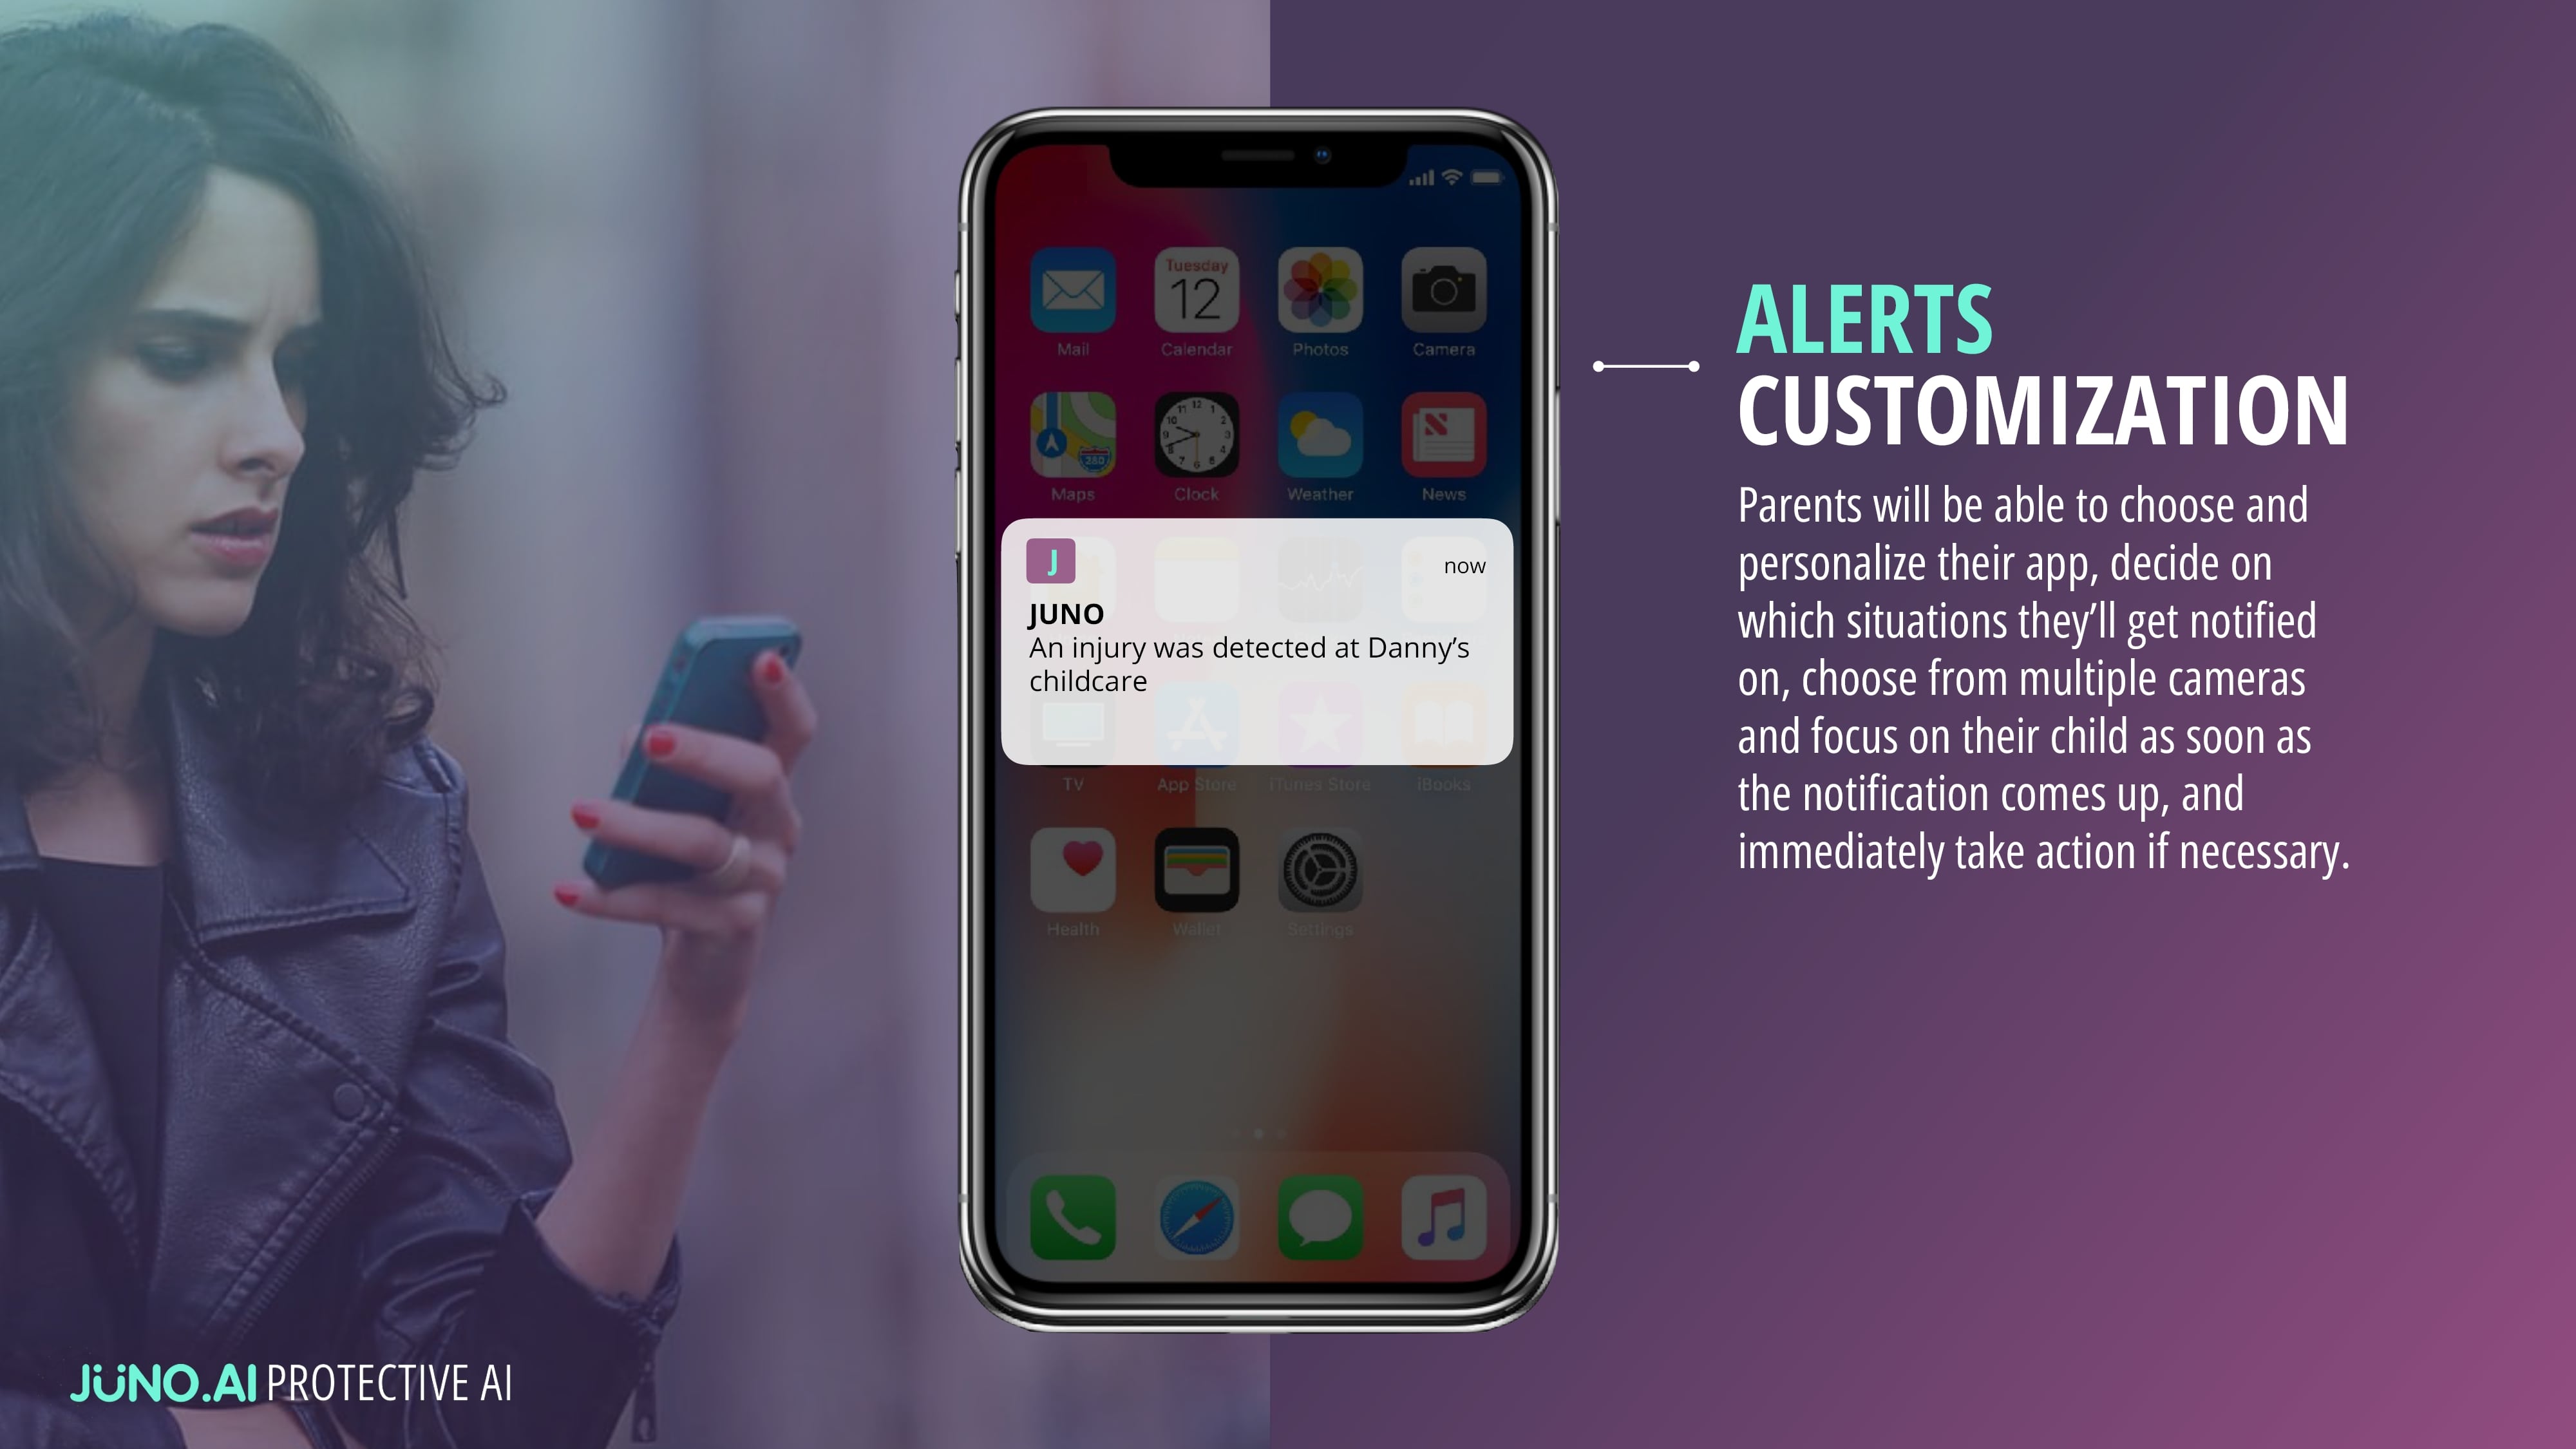 Tuesday
12
Mail
Calendar
Photos
Camera
280
Maps
Clock
Weather
News
J
now
JUNO
An injury was detected at Danny’s
childcare
TV
App Store
iTunes Store
iBooks
Health
Wallet
Settings
ALERTS
CUSTOMIZATION
Parents will be able to choose and
personalize their app, decide on
which situations they’ll get notified
on, choose from multiple cameras
and focus on their child as soon as
the notification comes up, and
immediately take action if necessary.
JÜNO.AI PROTECTIVE AI